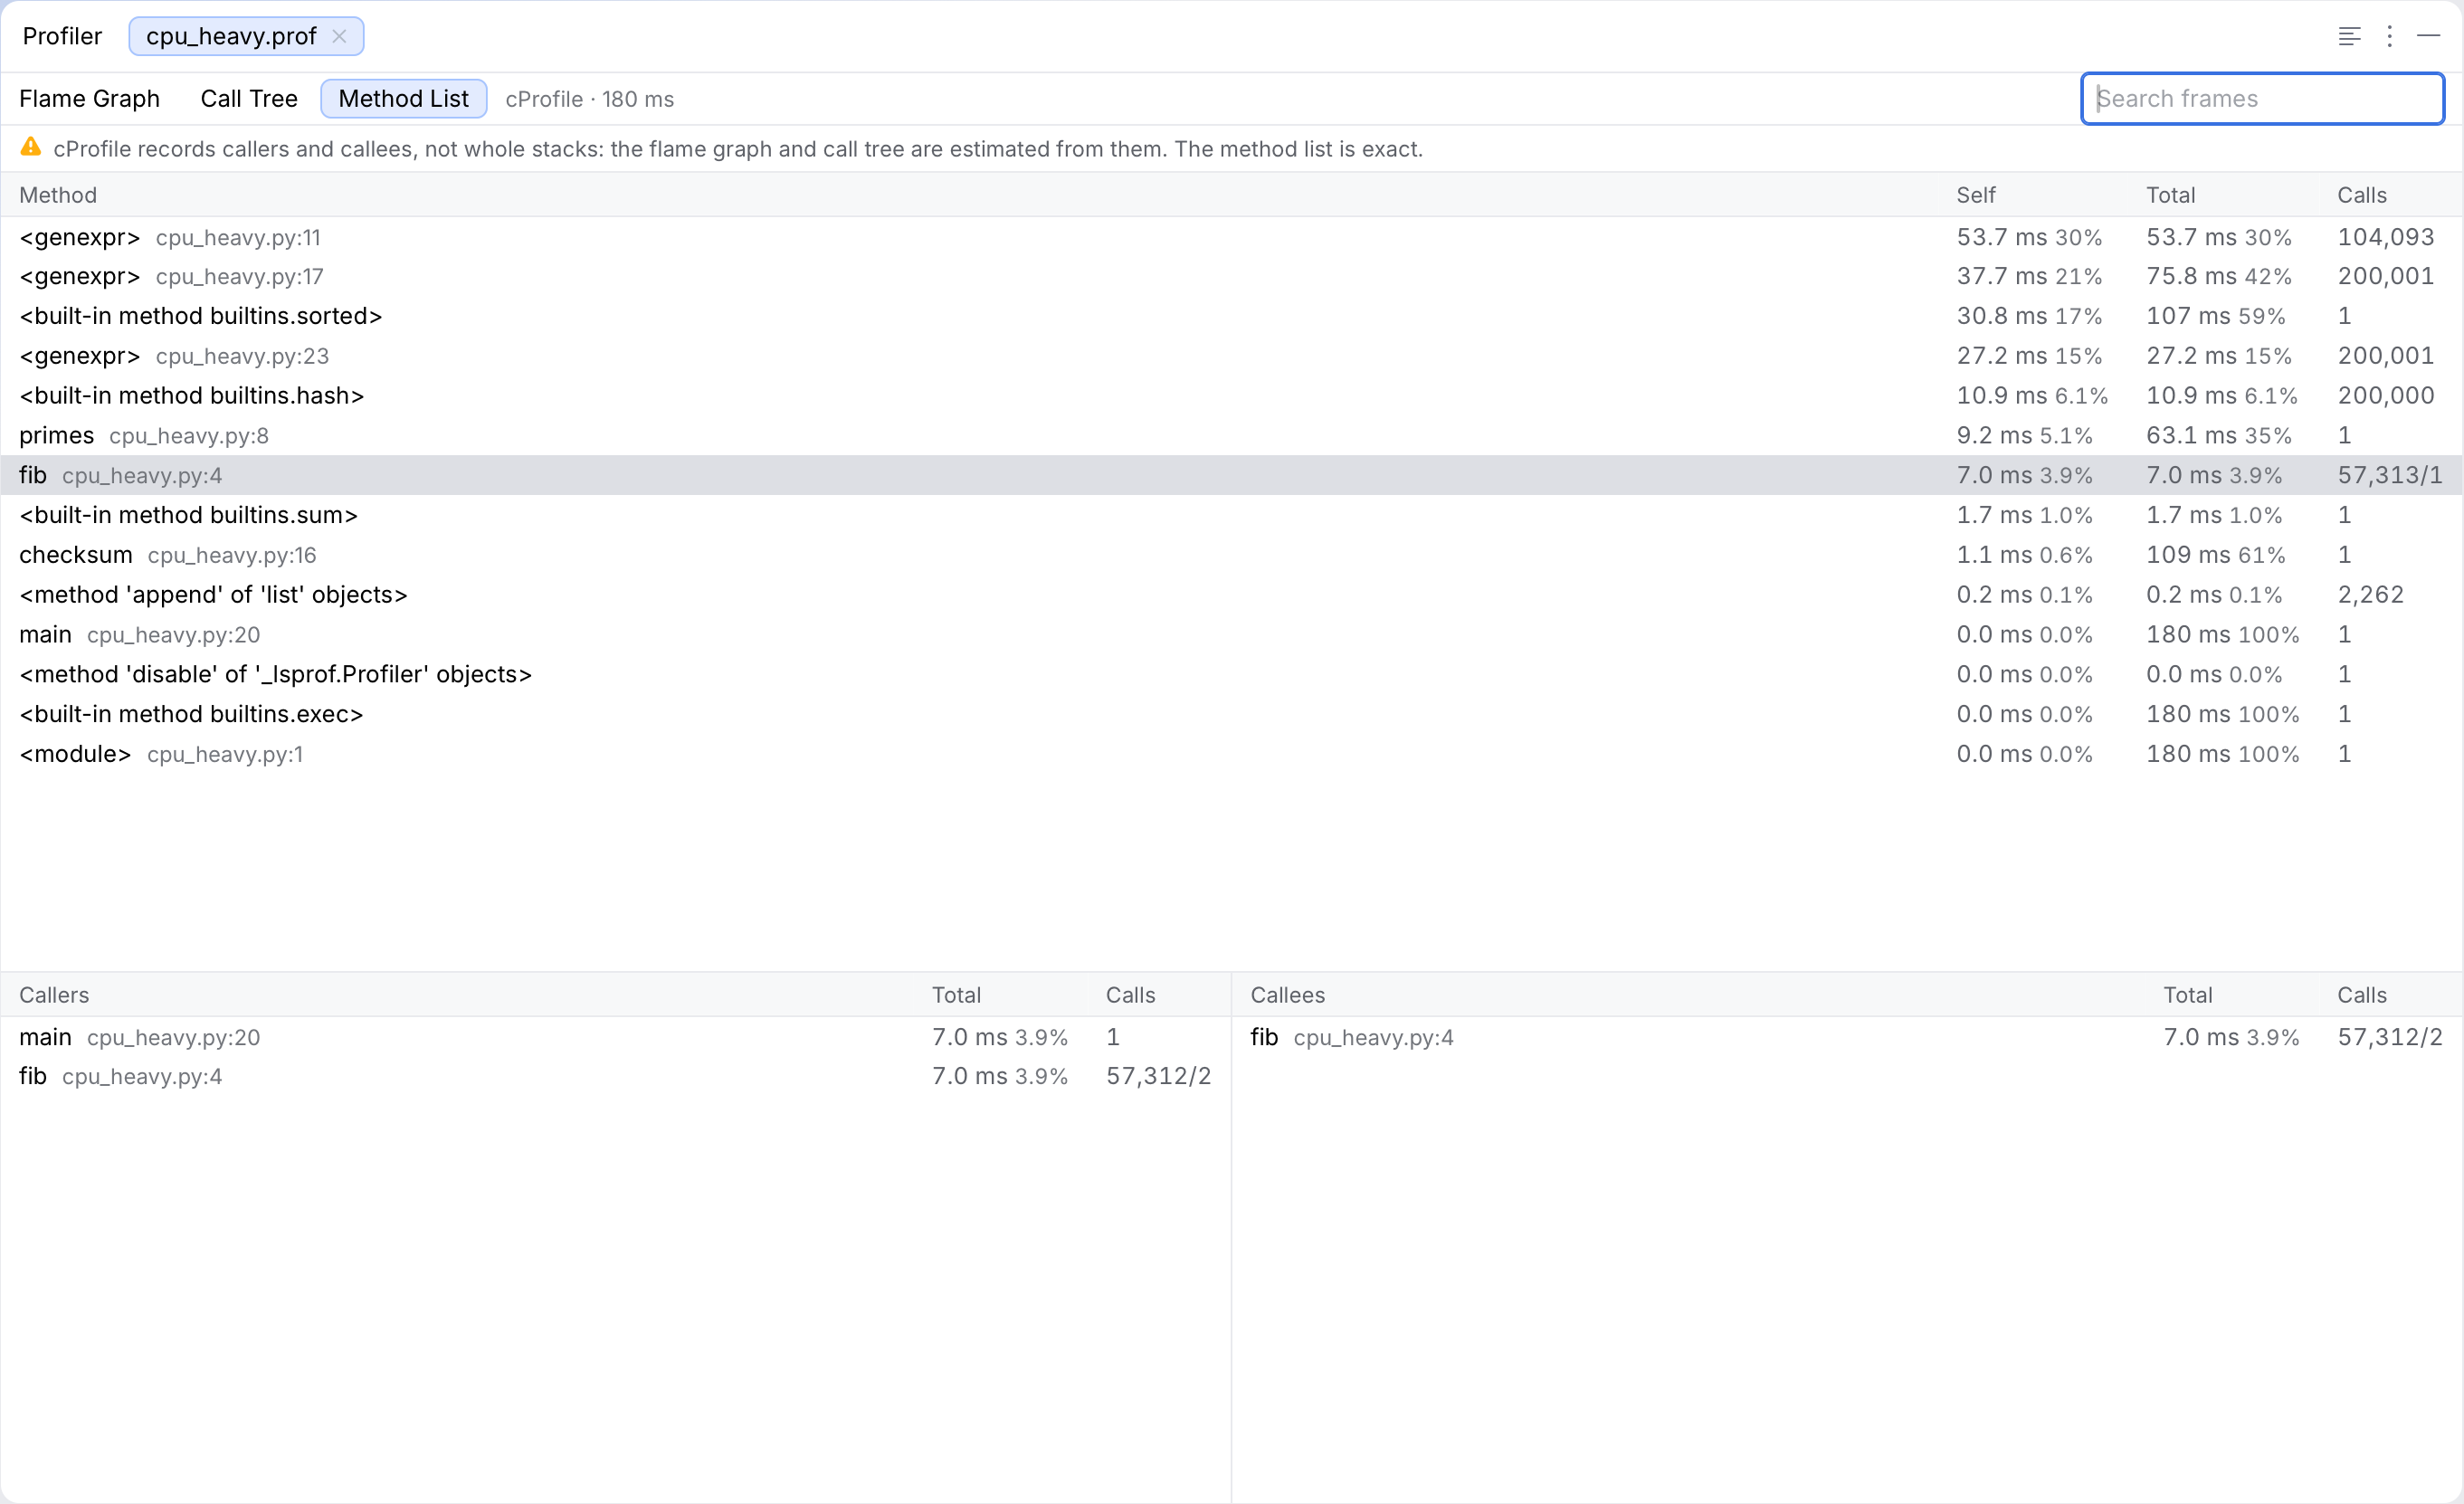 Profiler cpu_heavy.prof
Flame Graph Call Tree Method List cProfile · 180 ms Search frames
cProfile records callers and callees, not whole stacks: the flame graph and call tree are estimated from them. The method list is exact.
Method Self Total Calls
<genexpr> cpu_heavy.py:11 53.7 ms 30% 53.7 ms 30% 104,093
<genexpr> cpu_heavy.py:17 37.7 ms 21% 75.8 ms 42% 200,001
<built-in method builtins.sorted> 30.8 ms 17% 107 ms 59% 1
<genexpr> cpu_heavy.py:23 27.2 ms 15% 27.2 ms 15% 200,001
<built-in method builtins.hash> 10.9 ms 6.1% 10.9 ms 6.1% 200,000
primes cpu_heavy.py:8 9.2 ms 5.1% 63.1 ms 35% 1
fib cpu_heavy.py:4 7.0 ms 3.9% 7.0 ms 3.9% 57,313/1
<built-in method builtins.sum> 1.7 ms 1.0% 1.7 ms 1.0% 1
checksum cpu_heavy.py:16 1.1 ms 0.6% 109 ms 61% 1
<method 'append' of 'list' objects> 0.2 ms 0.1% 0.2 ms 0.1% 2,262
main cpu_heavy.py:20 0.0 ms 0.0% 180 ms 100% 1
<method 'disable' of '_lsprof.Profiler' objects> 0.0 ms 0.0% 0.0 ms 0.0% 1
<built-in method builtins.exec> 0.0 ms 0.0% 180 ms 100% 1
<module> cpu_heavy.py:1 0.0 ms 0.0% 180 ms 100% 1
Callers Total Calls Callees Total Calls
main cpu_heavy.py:20 7.0 ms 3.9% 1 fib cpu_heavy.py:4 7.0 ms 3.9% 57,312/2
fib cpu_heavy.py:4 7.0 ms 3.9% 57,312/2